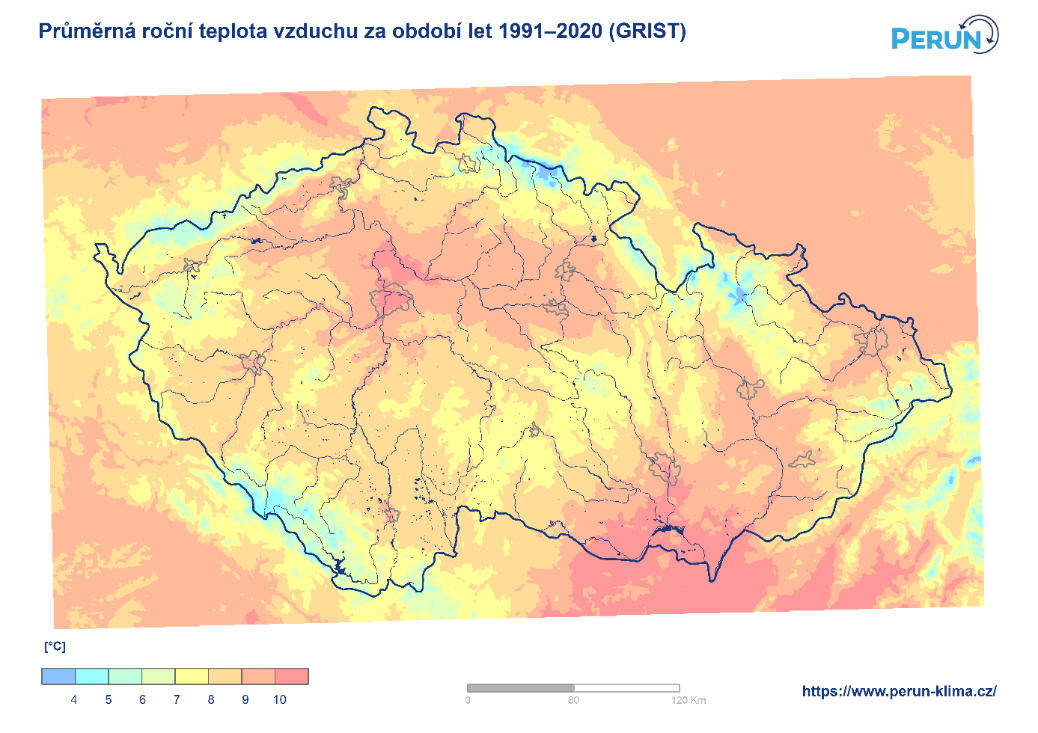 Průměrná roční teplota vzduchu za období let 1991–2020 (GRIST)
PERUN
[°C]
4 5 6 7 8 9 10
0 60 120 Km
https://www.perun-klima.cz/